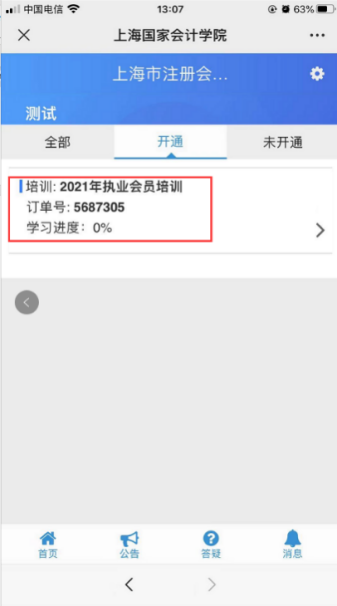 中国电信 13:07 63%
上海国家会计学院
上海市注册会...
测试
全部 开通 未开通
培训: 2021年执业会员培训
订单号: 5687305
学习进度: 0%
首页 公告 答疑 消息